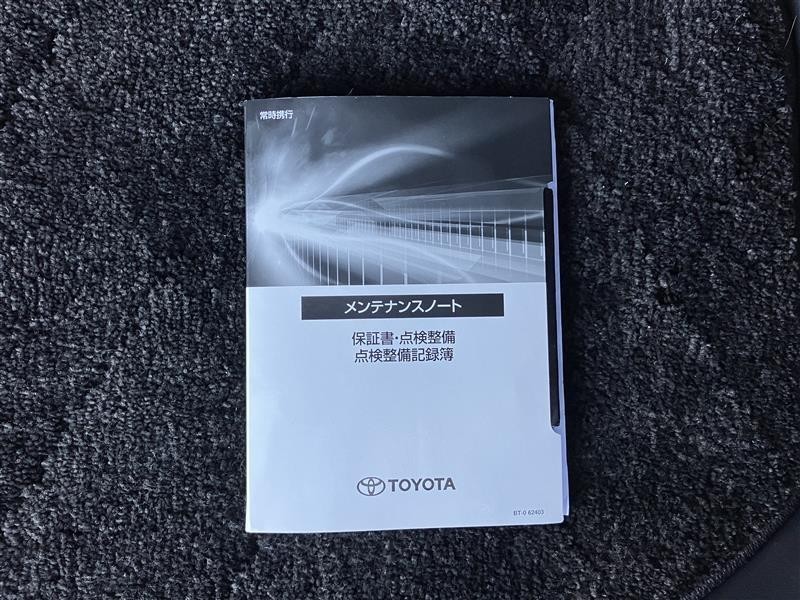 常時携行
メンテナンスノート
保証書・点検整備
点検整備記録簿
TOYOTA
BT-0 62403